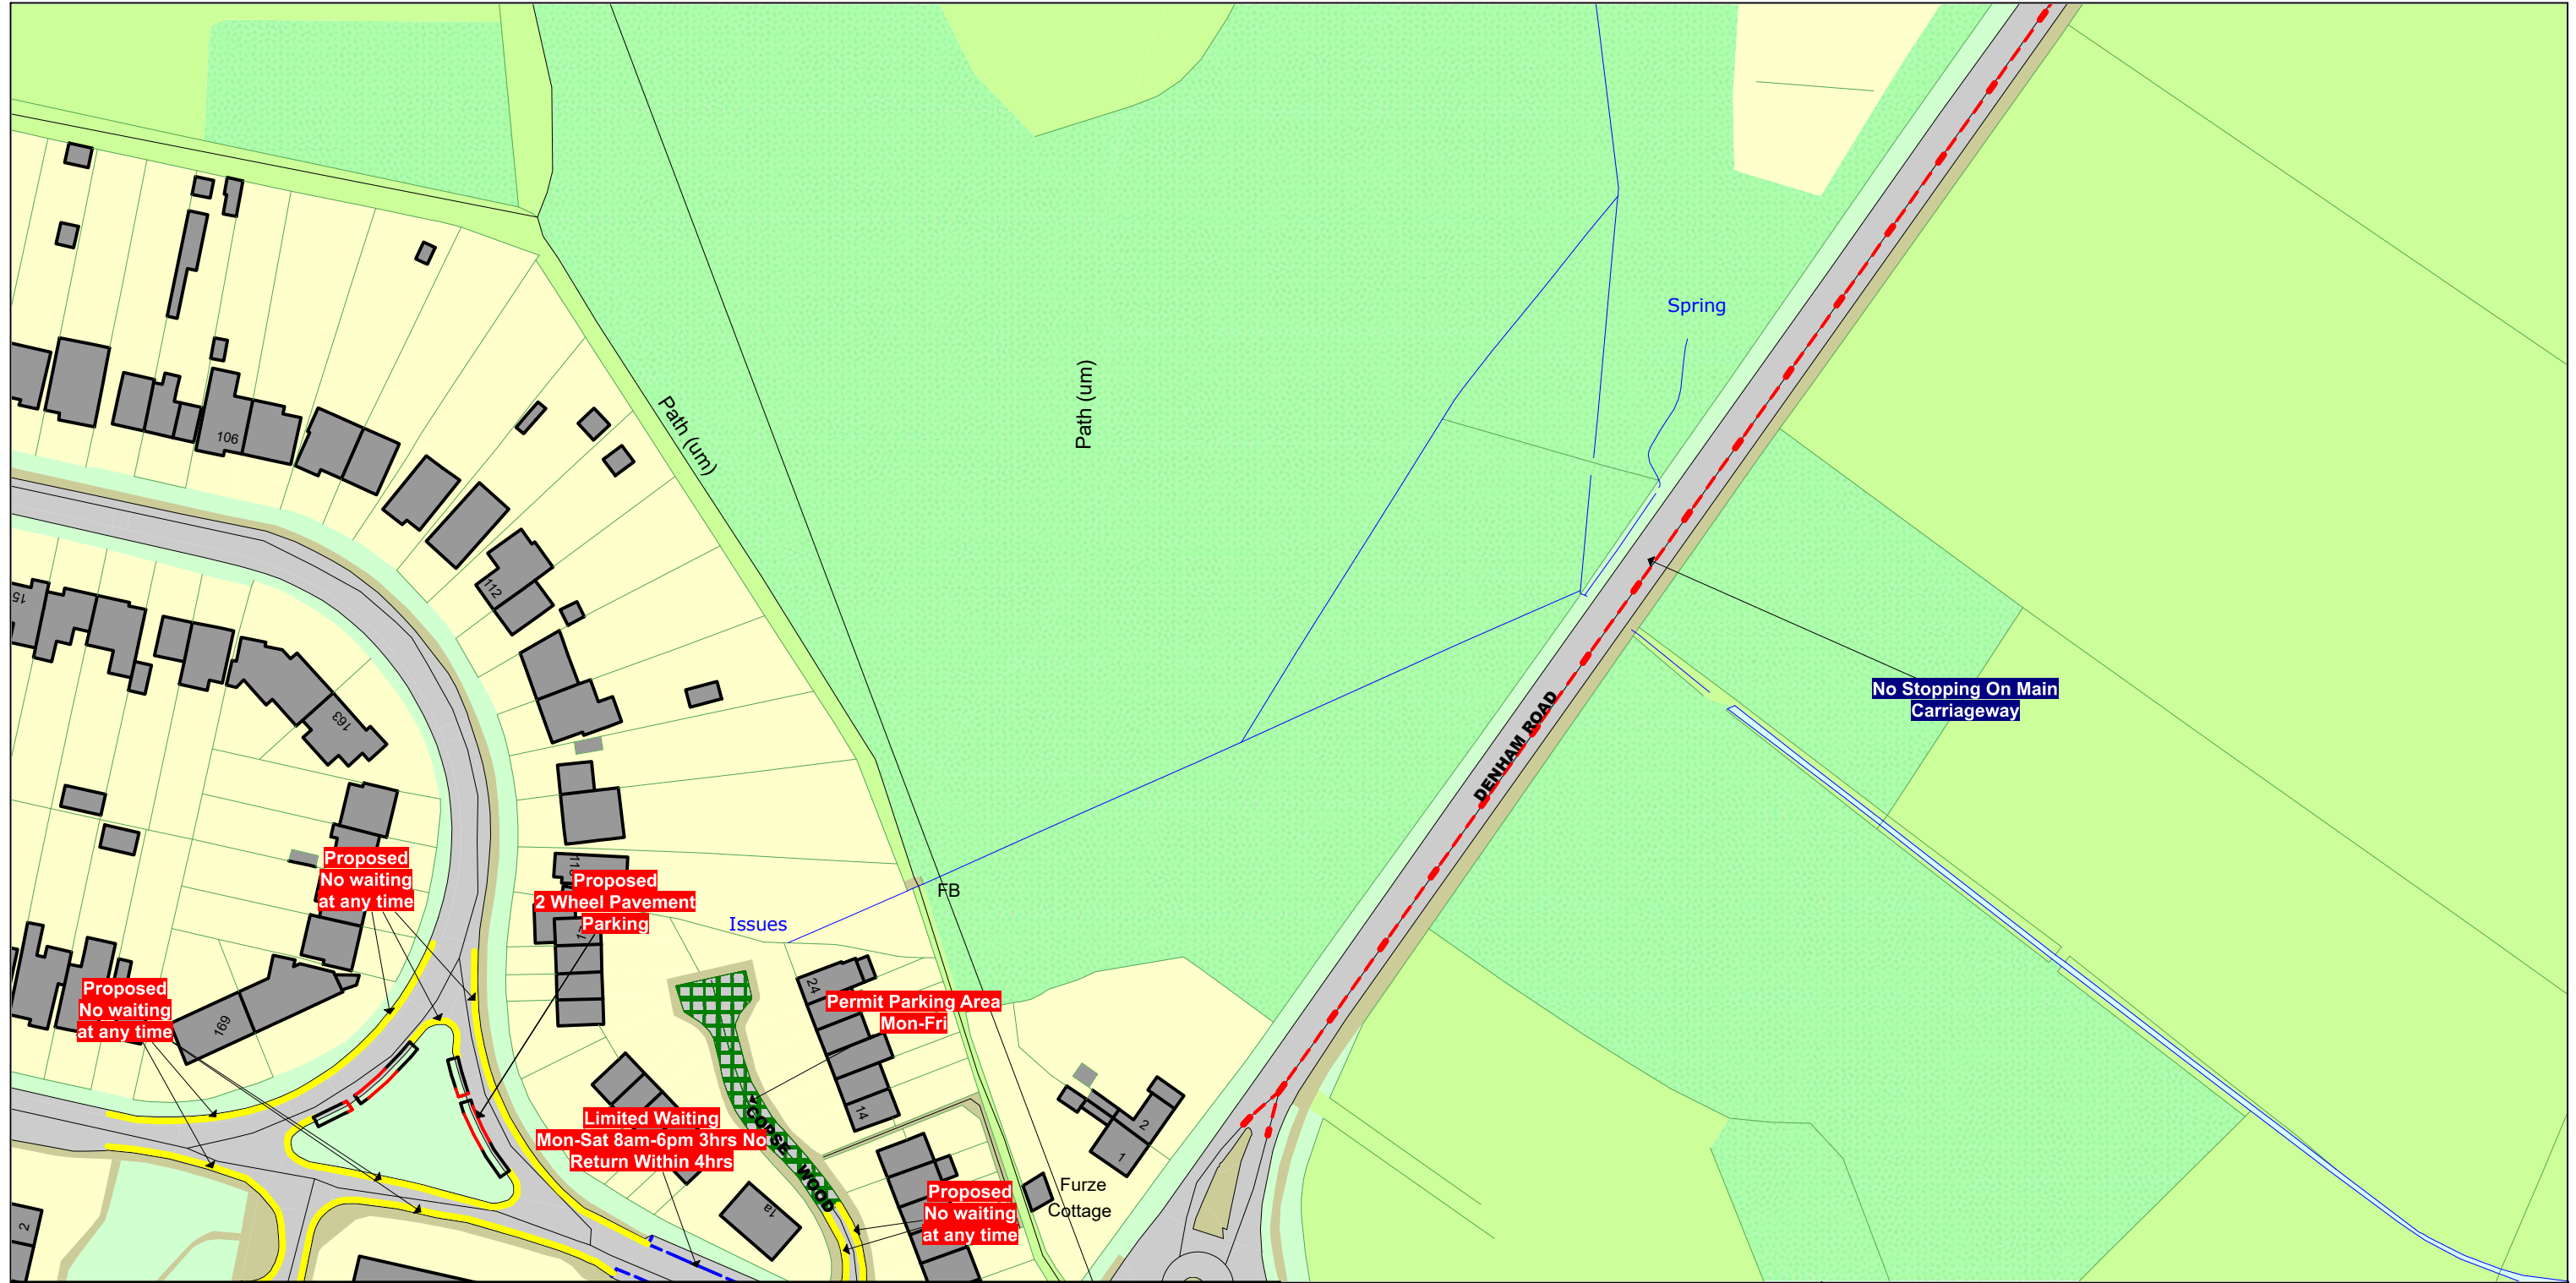 Spring
Path (um)
Path (um)
106
112
15
163
No Stopping On Main
Carriageway
DENHAM ROAD
Proposed
No waiting
at any time
Proposed
2 Wheel Pavement
Parking
FB
Issues
24
Permit Parking Area
Mon-Fri
Proposed
No waiting
at any time
169
14
Limited Waiting
Mon-Sat 8am-6pm 3hrs No
Return Within 4hrs
COPSE WOOD
2
1
Furze
Cottage
Proposed
No waiting
at any time
1a
2